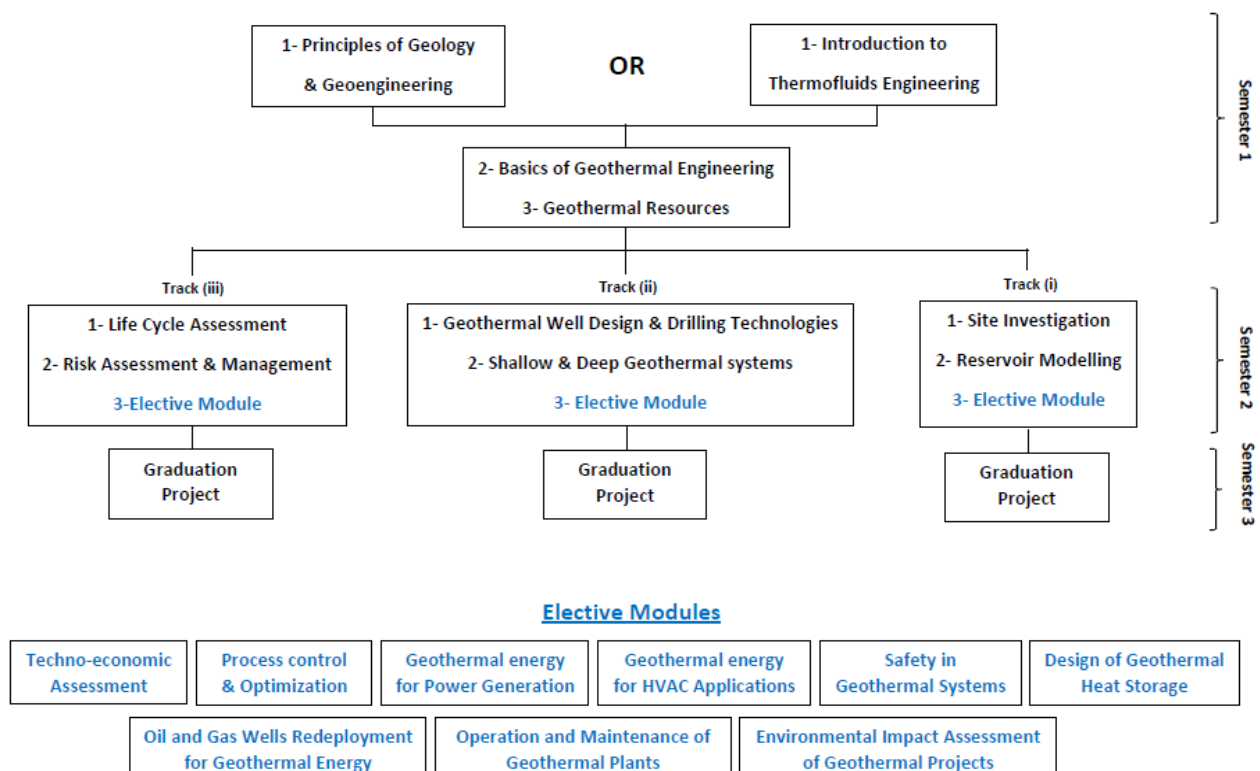 1- Principles of Geology
& Geoengineering
OR
1- Introduction to
Thermofluids Engineering
Semester 1
2- Basics of Geothermal Engineering
3- Geothermal Resources
Track (iii)
1- Life Cycle Assessment
2- Risk Assessment & Management
3-Elective Module
Track (ii)
1- Geothermal Well Design & Drilling Technologies
2- Shallow & Deep Geothermal systems
3- Elective Module
Track (i)
1- Site Investigation
2- Reservoir Modelling
3- Elective Module
Semester 2
Graduation
Project
Graduation
Project
Graduation
Project
Semester 3
Elective Modules
Techno-economic
Assessment
Process control
& Optimization
Geothermal energy
for Power Generation
Geothermal energy
for HVAC Applications
Safety in
Geothermal Systems
Design of Geothermal
Heat Storage
Oil and Gas Wells Redeployment
for Geothermal Energy
Operation and Maintenance of
Geothermal Plants
Environmental Impact Assessment
of Geothermal Projects